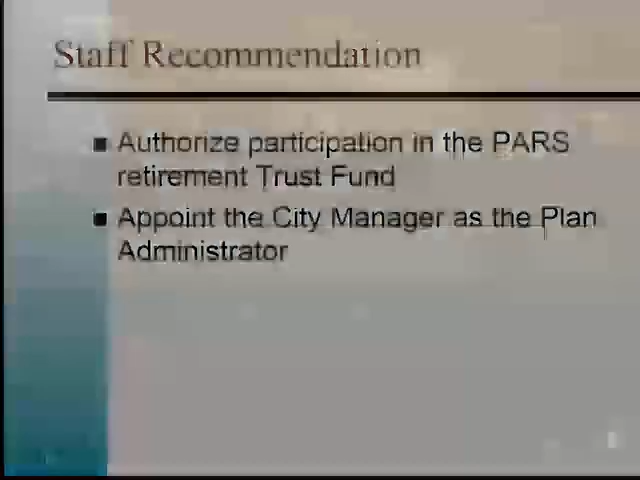 Staff Recommendation
Authorize participation in the PARS
retirement Trust Fund
Appoint the City Manager as the Plan
Administrator